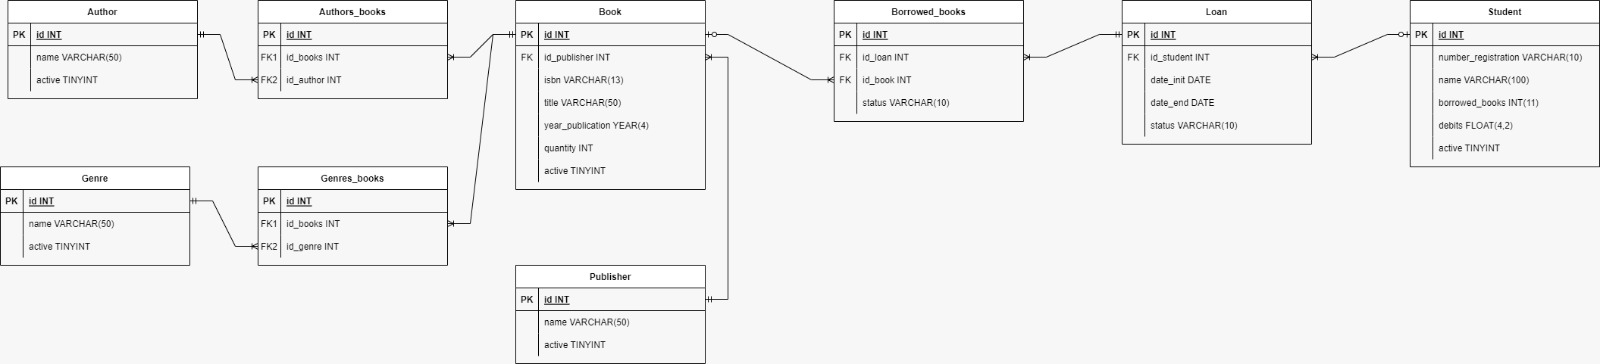 Author
PK id INT
name VARCHAR(50)
active TINYINT
Authors_books
PK id INT
FK1 id_books INT
FK2 id_author INT
Book
PK id INT
FK id_publisher INT
isbn VARCHAR(13)
title VARCHAR(50)
year_publication YEAR(4)
quantity INT
active TINYINT
Borrowed_books
PK id INT
FK id_loan INT
FK id_book INT
status VARCHAR(10)
Loan
PK id INT
FK id_student INT
date_init DATE
date_end DATE
status VARCHAR(10)
Student
PK id INT
number_registration VARCHAR(10)
name VARCHAR(100)
borrowed_books INT(11)
debits FLOAT(4,2)
active TINYINT
Genre
PK id INT
name VARCHAR(50)
active TINYINT
Genres_books
PK id INT
FK1 id_books INT
FK2 id_genre INT
Publisher
PK id INT
name VARCHAR(50)
active TINYINT